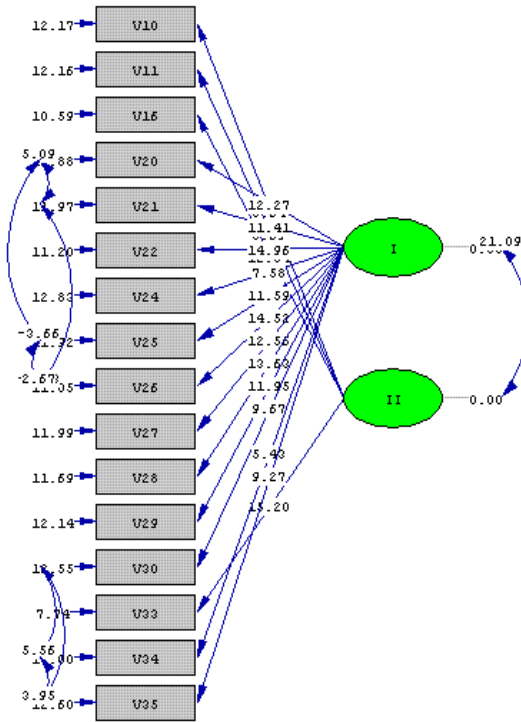 12.17 V10
12.16 V11
10.59 V16
5.09 V20
V21
12.27
11.41
14.96
7.58
I
21.09
11.20 V22
12.83 V24
11.59
-3.66 V25
14.52
12.56
-2.67 V26
13.63
11.95
II
0.00
9.67
11.99 V27
11.69 V28
5.43
9.27
12.14 V29
15.20
V30
7.74 V33
5.56 V34
3.95 V35